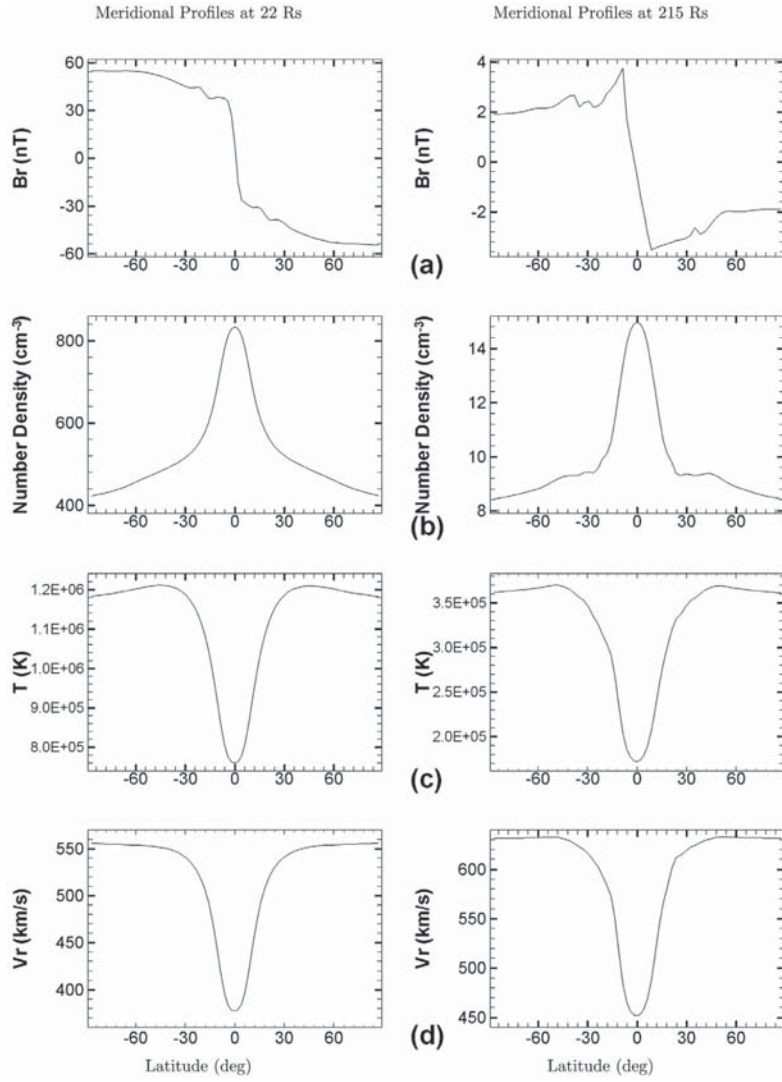 Meridional Profiles at 22 Rs
Meridional Profiles at 215 Rs
Br (nT)
60
30
0
-30
-60
-60 -30 0 30 60
Br (nT)
4
2
0
-2
-60 -30 0 30 60
(a)
Number Density (cm⁻³)
800
600
400
-60 -30 0 30 60
Number Density (cm⁻³)
14
12
10
8
-60 -30 0 30 60
(b)
T (K)
1.2E+06
1.1E+06
1.0E+06
9.0E+05
8.0E+05
-60 -30 0 30 60
T (K)
3.5E+05
3.0E+05
2.5E+05
2.0E+05
-60 -30 0 30 60
(c)
Vr (km/s)
550
500
450
400
-60 -30 0 30 60
Vr (km/s)
600
550
500
450
-60 -30 0 30 60
(d)
Latitude (deg)
Latitude (deg)